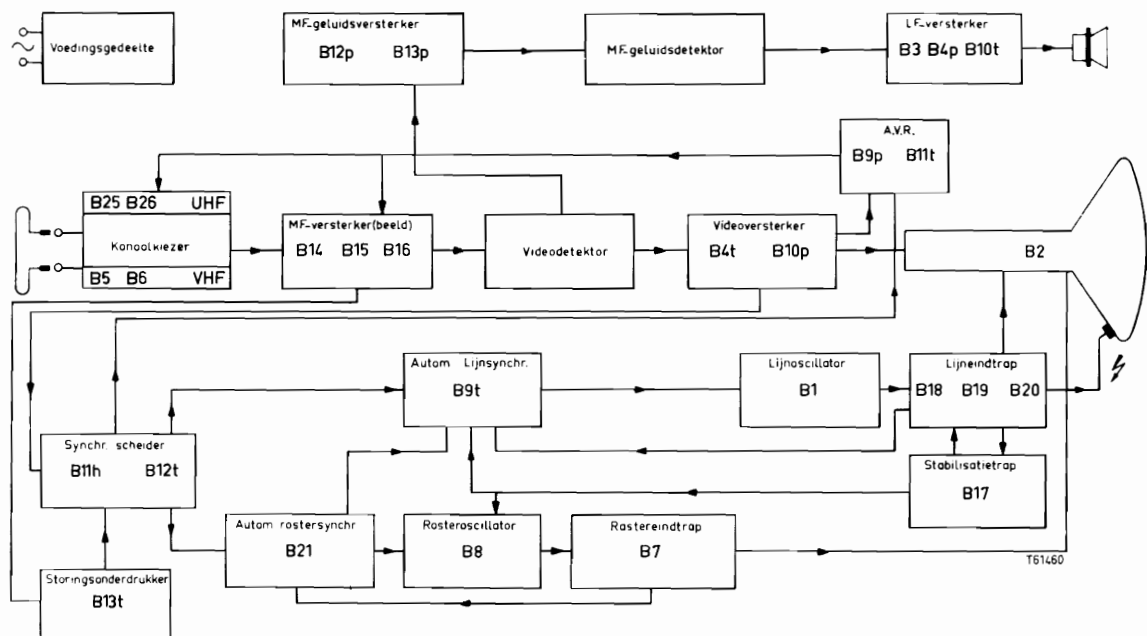 Voedingsgedeelte
MF-geluidsversterker
B12p B13p
MF-geluidsdetektor
LF-versterker
B3 B4p B10t
A.V.R.
B9p B11t
B25 B26 UHF
Kanaalkiezer
B5 B6 VHF
MF-versterker(beeld)
B14 B15 B16
Videodetektor
Videoversterker
B4t B10p
B2
Autom Lijnsynchr.
B9t
Lijnoscillator
B1
Lijneindtrap
B18 B19 B20
Synchr. scheider
B11h B12t
Stabilisatietrap
B17
Autom rastersynchr
B21
Rasteroscillator
B8
Rastereindtrap
B7
T61460
Storingsonderdrukker
B13t